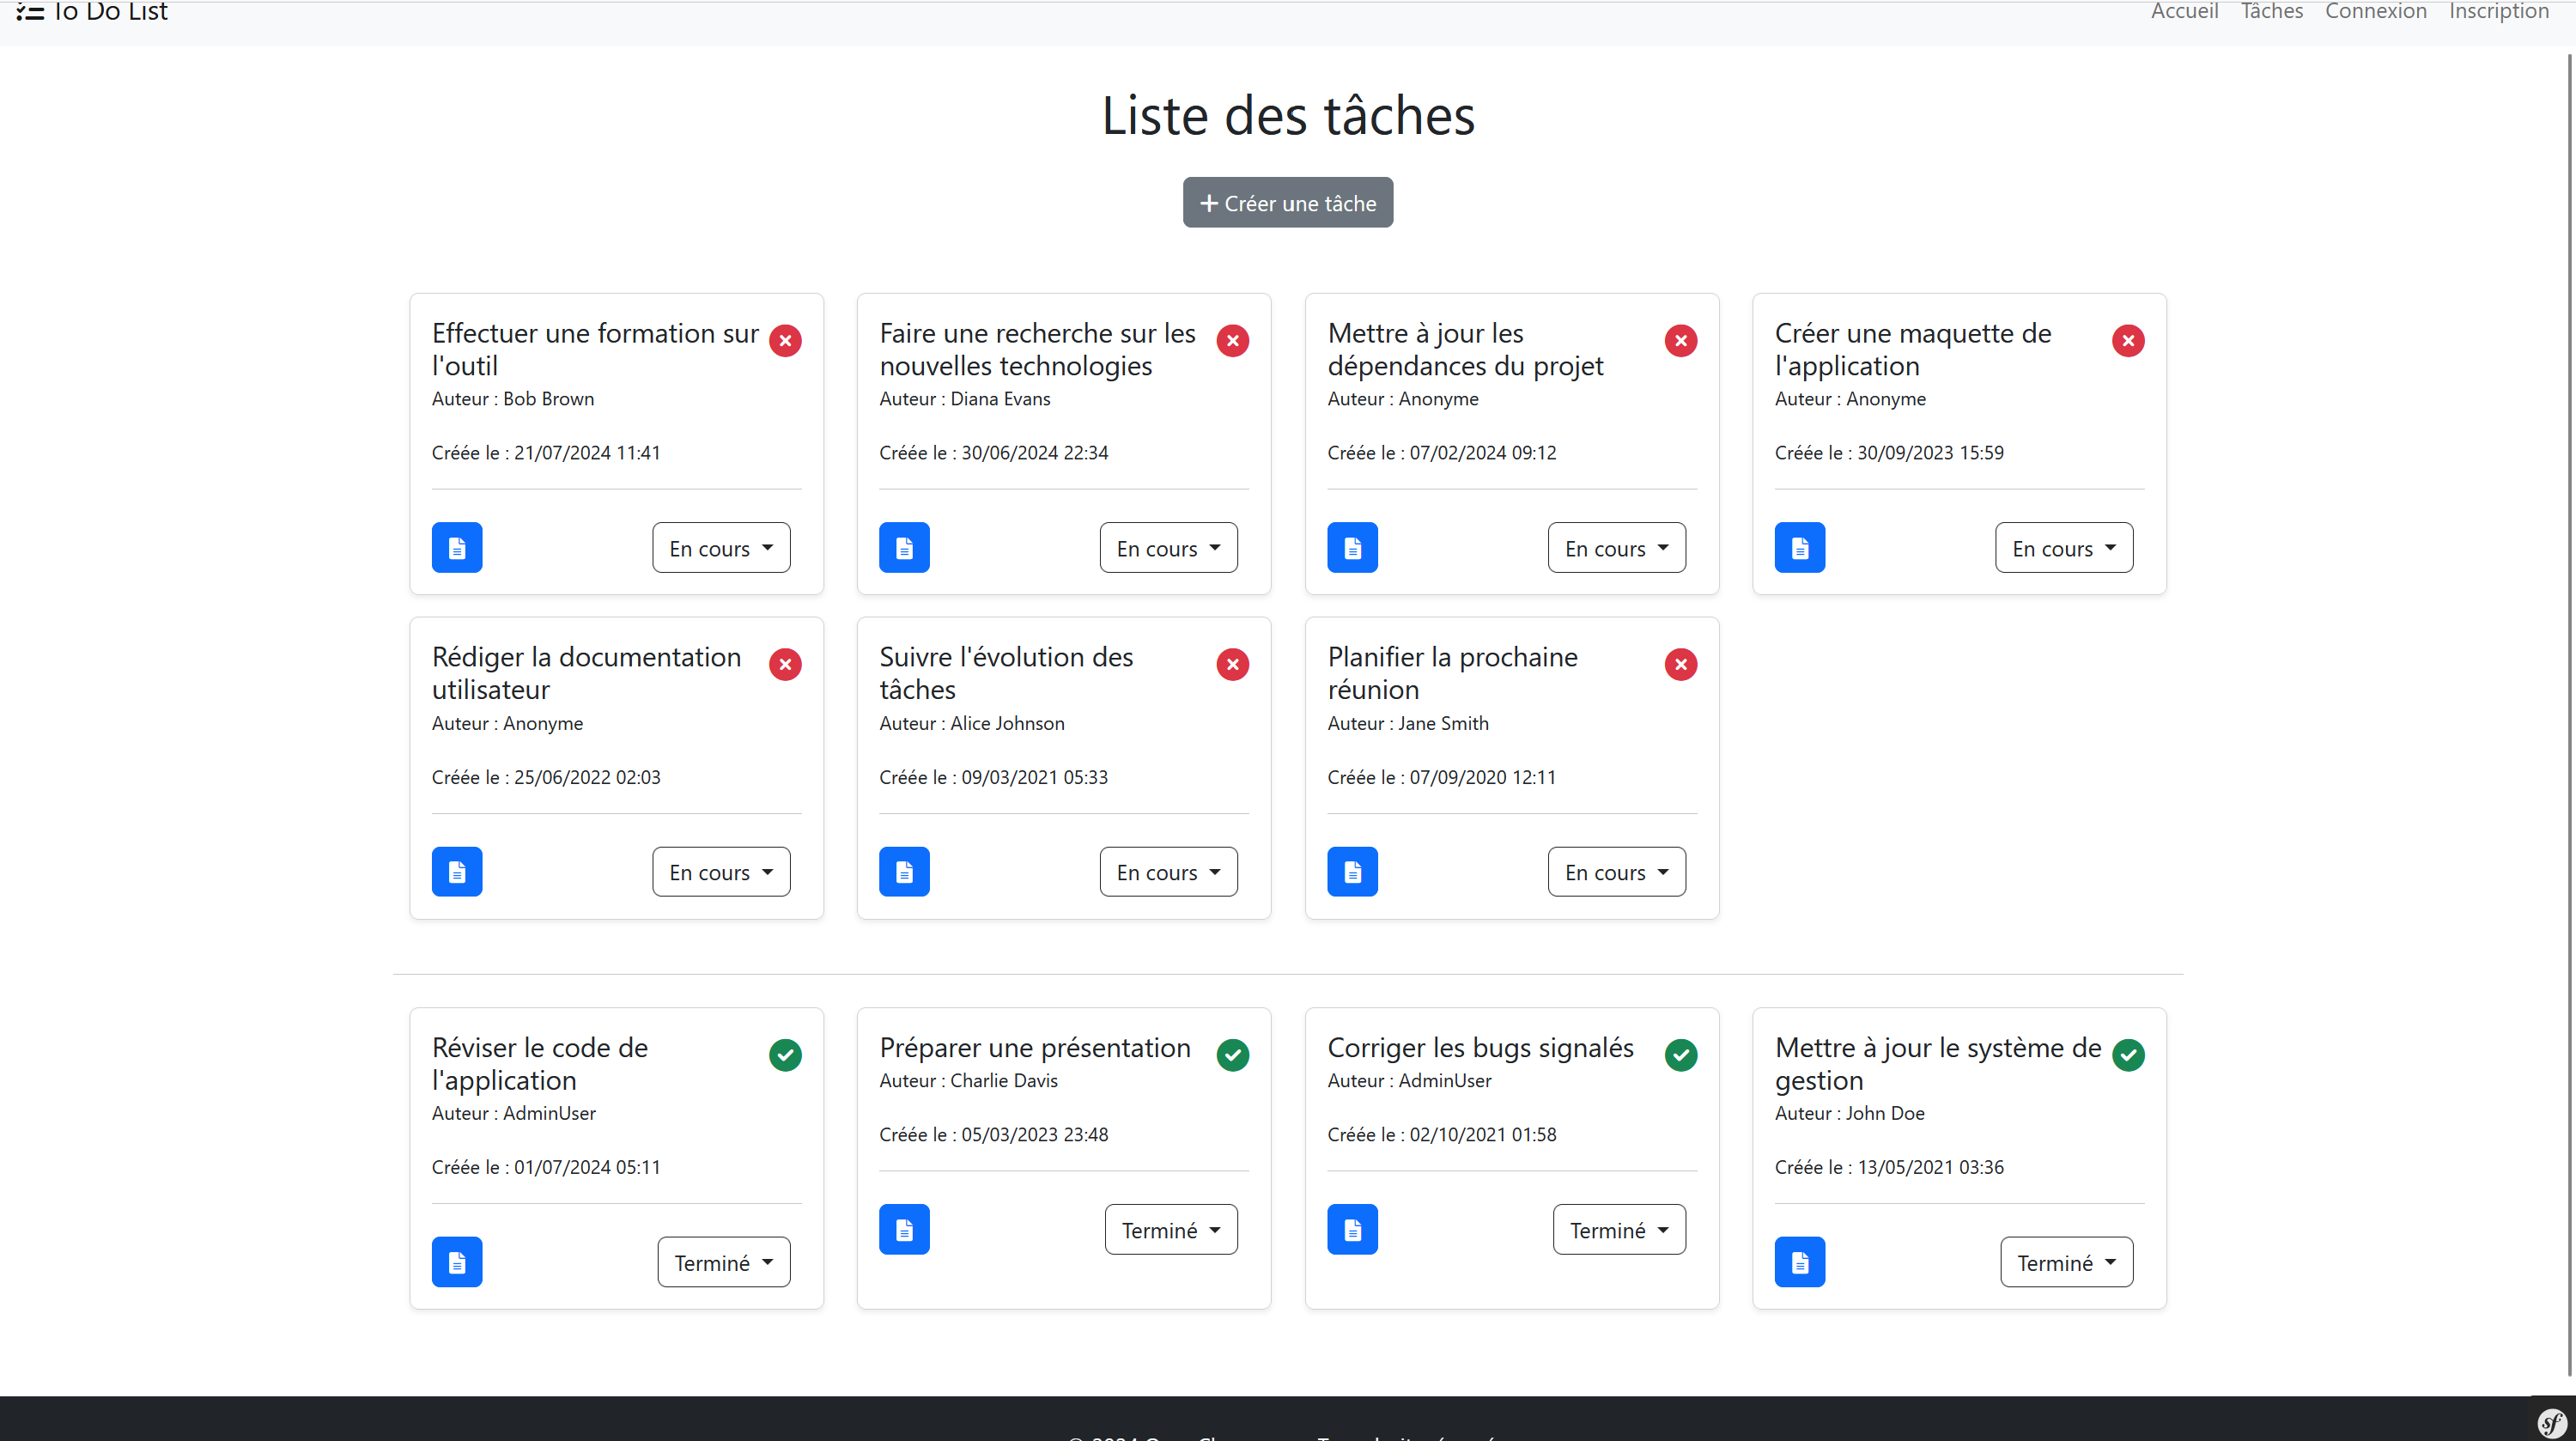 To Do List
Accueil Tâches Connexion Inscription
Liste des tâches
Créer une tâche
Effectuer une formation sur
l'outil
Auteur : Bob Brown
Créée le : 21/07/2024 11:41
En cours
Faire une recherche sur les
nouvelles technologies
Auteur : Diana Evans
Créée le : 30/06/2024 22:34
En cours
Mettre à jour les
dépendances du projet
Auteur : Anonyme
Créée le : 07/02/2024 09:12
En cours
Créer une maquette de
l'application
Auteur : Anonyme
Créée le : 30/09/2023 15:59
En cours
Rédiger la documentation
utilisateur
Auteur : Anonyme
Créée le : 25/06/2022 02:03
En cours
Suivre l'évolution des
tâches
Auteur : Alice Johnson
Créée le : 09/03/2021 05:33
En cours
Planifier la prochaine
réunion
Auteur : Jane Smith
Créée le : 07/09/2020 12:11
En cours
Réviser le code de
l'application
Auteur : AdminUser
Créée le : 01/07/2024 05:11
Terminé
Préparer une présentation
Auteur : Charlie Davis
Créée le : 05/03/2023 23:48
Terminé
Corriger les bugs signalés
Auteur : AdminUser
Créée le : 02/10/2021 01:58
Terminé
Mettre à jour le système de
gestion
Auteur : John Doe
Créée le : 13/05/2021 03:36
Terminé
© 2024
sf